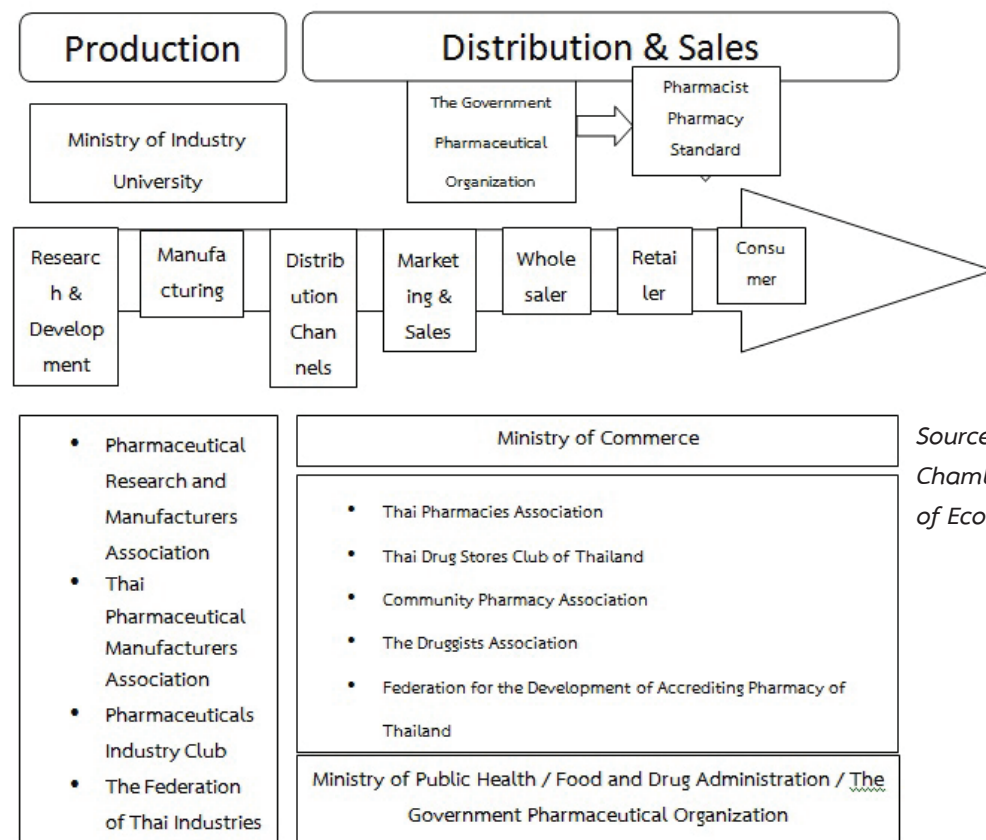 Production
Distribution & Sales
Ministry of Industry
University
The Government
Pharmaceutical
Organization
Pharmacist
Pharmacy
Standard
Researc
h &
Develop
ment
Manufa
cturing
Distrib
ution
Chan
nels
Market
ing &
Sales
Whole
saler
Retai
ler
Consu
mer
• Pharmaceutical
Research and
Manufacturers
Association
• Thai
Pharmaceutical
Manufacturers
Association
• Pharmaceuticals
Industry Club
• The Federation
of Thai Industries
Ministry of Commerce
• Thai Pharmacies Association
• Thai Drug Stores Club of Thailand
• Community Pharmacy Association
• The Druggists Association
• Federation for the Development of Accrediting Pharmacy of
Thailand
Ministry of Public Health / Food and Drug Administration / The
Government Pharmaceutical Organization
Source
of